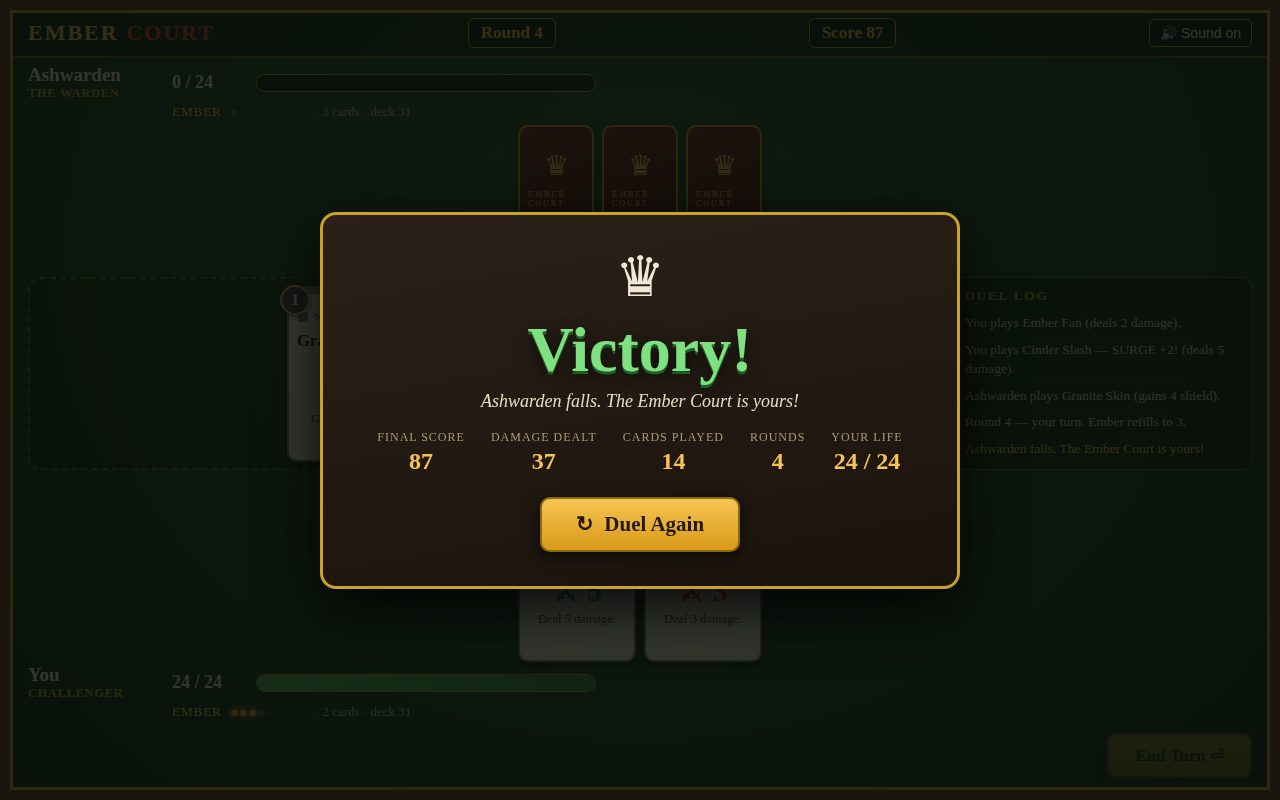 EMBER COURT
Round 4
Score 87
🔊 Sound on
Ashwarden
THE WARDEN
0 / 24
EMBER
3 cards · deck 31
EMBER COURT
EMBER COURT
EMBER COURT
1
DUEL LOG
You plays Ember Fan (deals 2 damage).
You plays Cinder Slash — SURGE +2! (deals 5 damage).
Ashwarden plays Granite Skin (gains 4 shield).
Round 4 — your turn. Ember refills to 3.
Ashwarden falls. The Ember Court is yours!
♛
Victory!
Ashwarden falls. The Ember Court is yours!
FINAL SCORE
87
DAMAGE DEALT
37
CARDS PLAYED
14
ROUNDS
4
YOUR LIFE
24 / 24
↻ Duel Again
Deal 5 damage.
Deal 3 damage.
You
CHALLENGER
24 / 24
EMBER
2 cards · deck 31
End Turn ⏎